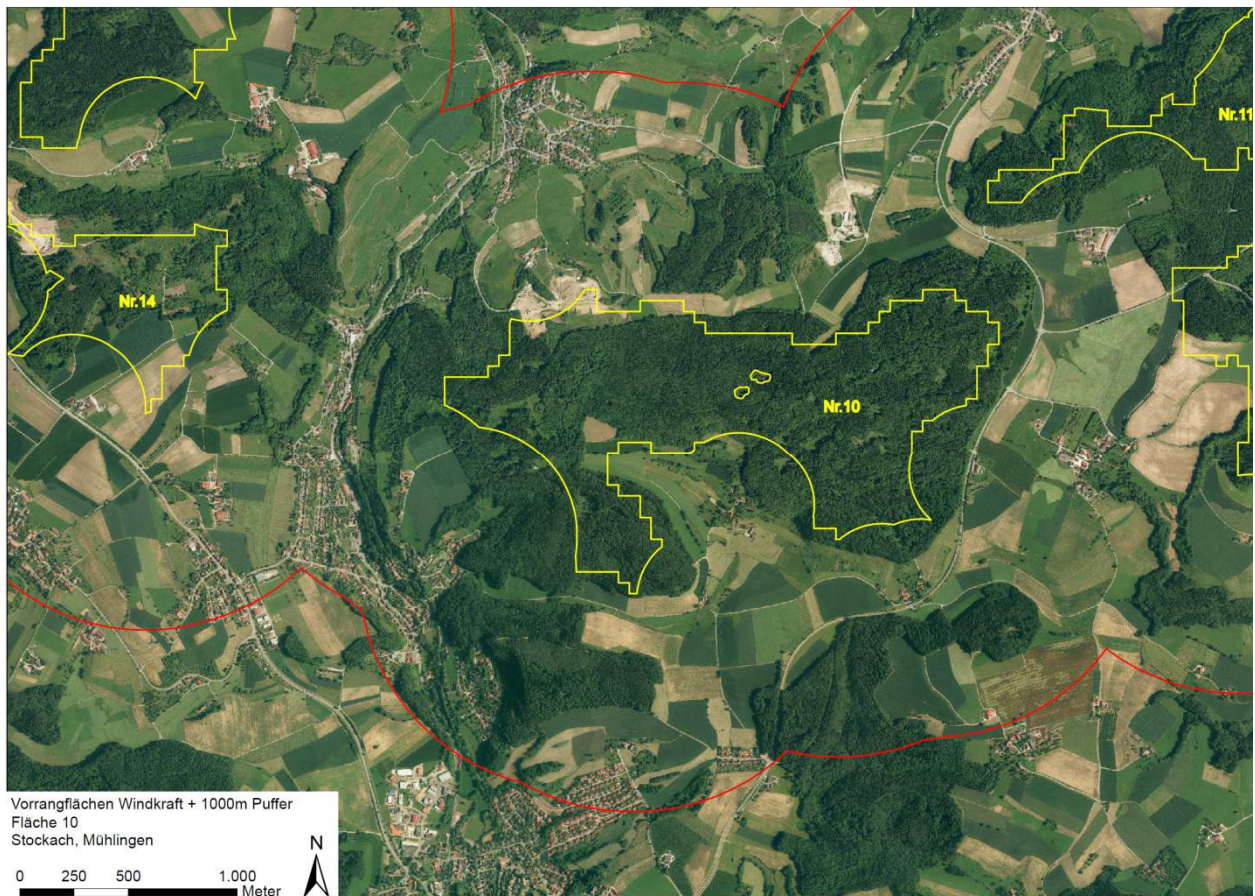 Nr.11
Nr.14
Nr.10
Vorrangflächen Windkraft + 1000m Puffer
Fläche 10
Stockach, Mühlingen
N
0 250 500 1.000
Meter